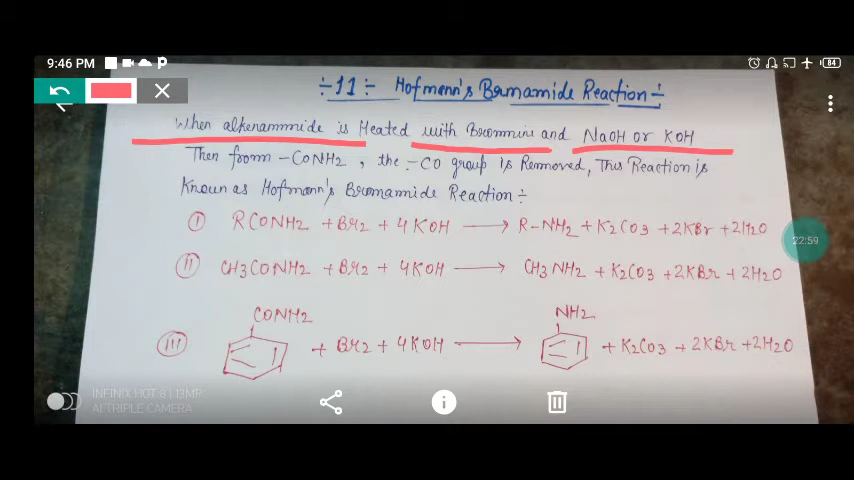 9:46 PM
84
÷11÷ Hofmann's Bromamide Reaction÷
When alkenammide is Heated with Brommine and NaOH or KOH
Then from -CONH2, the -CO group is Removed, This Reaction is
Known as Hofmann's Bromamide Reaction÷
(I) RCONH2 +Br2 + 4KOH → R-NH2 + K2CO3 +2KBr +2H2O
22:59
(II) CH3CONH2 + Br2 + 4KOH → CH3NH2 + K2CO3 +2KBr + 2H2O
CONH2 NH2
(III) + Br2 + 4KOH → + K2CO3 + 2KBr +2H2O
INFINIX HOT 8 | 13MP
AI TRIPLE CAMERA